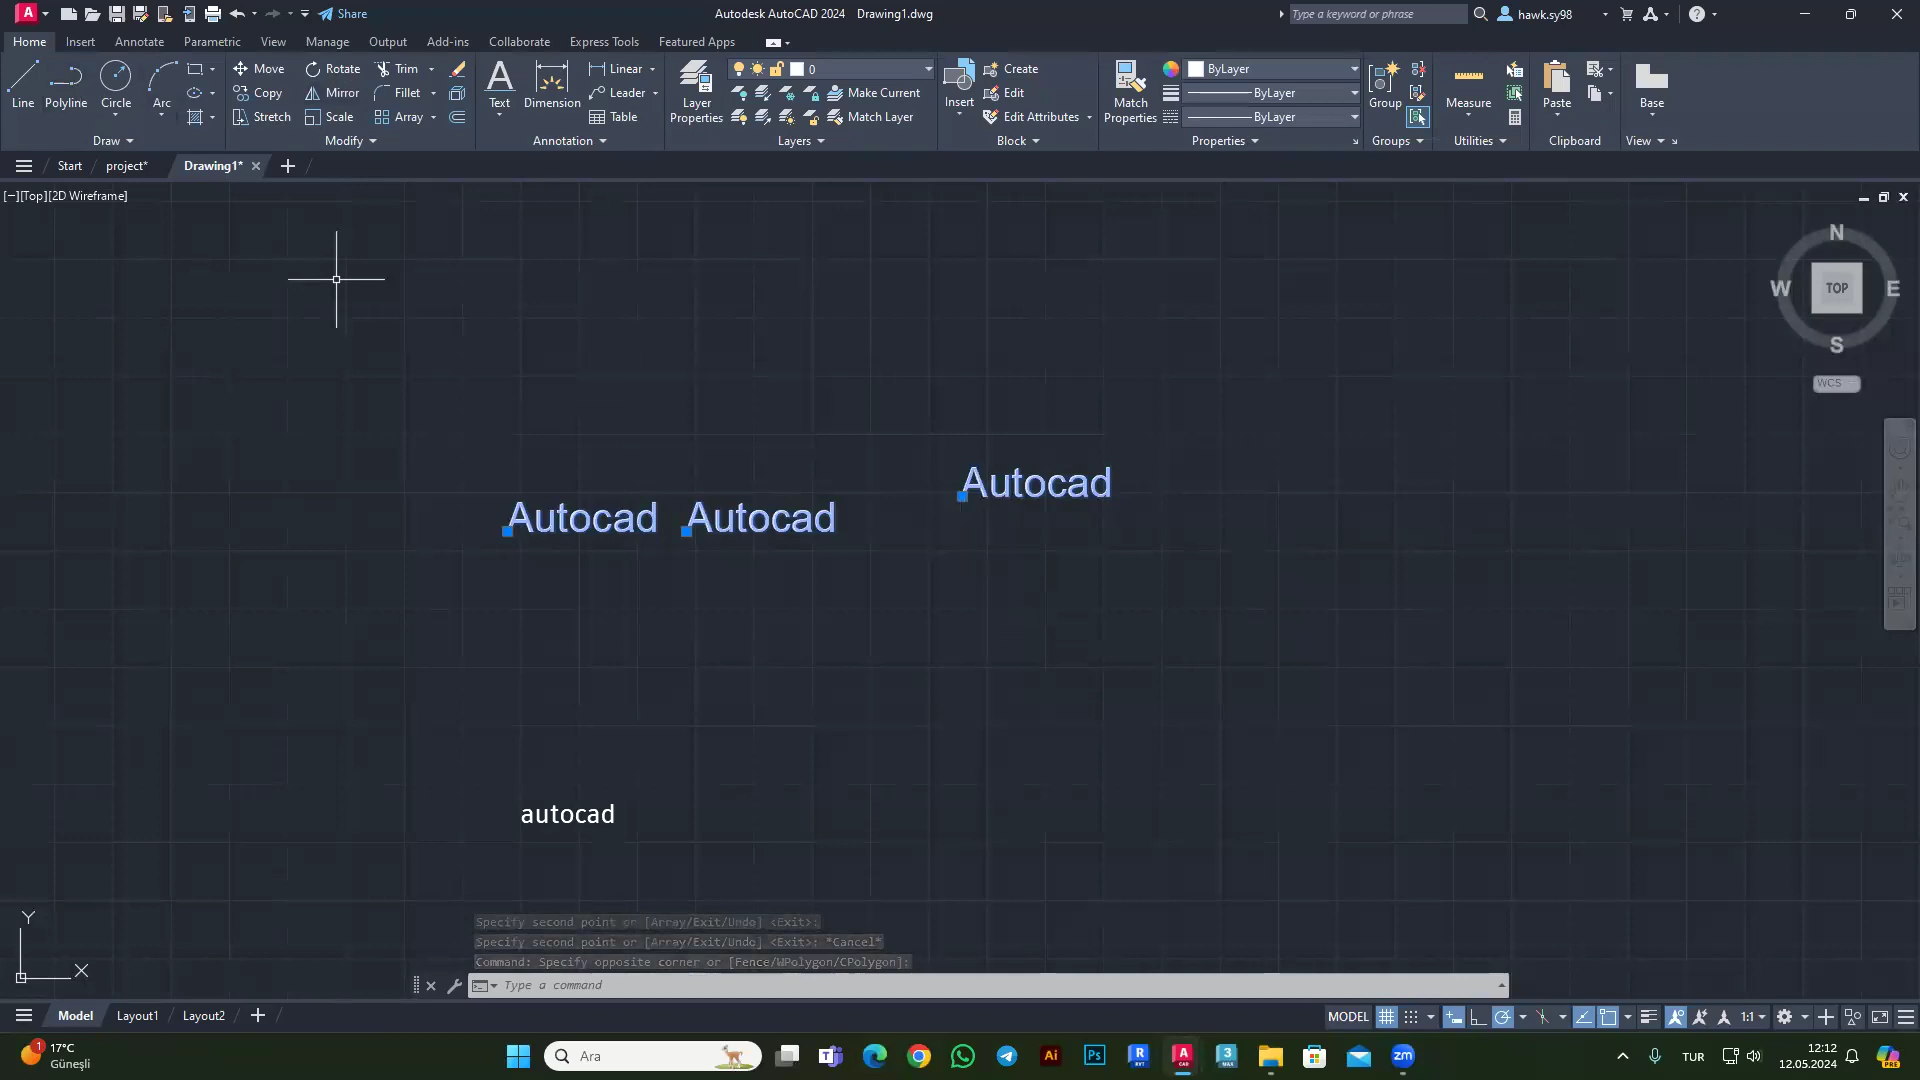 Share
Autodesk AutoCAD 2024 Drawing1.dwg
Type a keyword or phrase
hawk.sy98
Home Insert Annotate Parametric View Manage Output Add-ins Collaborate Express Tools Featured Apps
Line Polyline Circle Arc
Move Rotate Trim
Copy Mirror Fillet
Stretch Scale Array
Text Dimension
Linear
Leader
Table
Layer Properties
0
Make Current
Match Layer
Insert
Create
Edit
Edit Attributes
Match Properties
ByLayer
ByLayer
ByLayer
Group
Measure
Paste
Base
Draw Modify Annotation Layers Block Properties Groups Utilities Clipboard View
Start project* Drawing1*
[−][Top][2D Wireframe]
N
W TOP E
S
WCS
Autocad
Autocad Autocad
autocad
Y
X
Specify second point or [Array/Exit/Undo] <Exit>:
Specify second point or [Array/Exit/Undo] <Exit>: *Cancel*
Command: Specify opposite corner or [Fence/WPolygon/CPolygon]:
Type a command
Model Layout1 Layout2
MODEL 1:1
1
17°C
Güneşli
Ara
TUR
12:12
12.05.2024